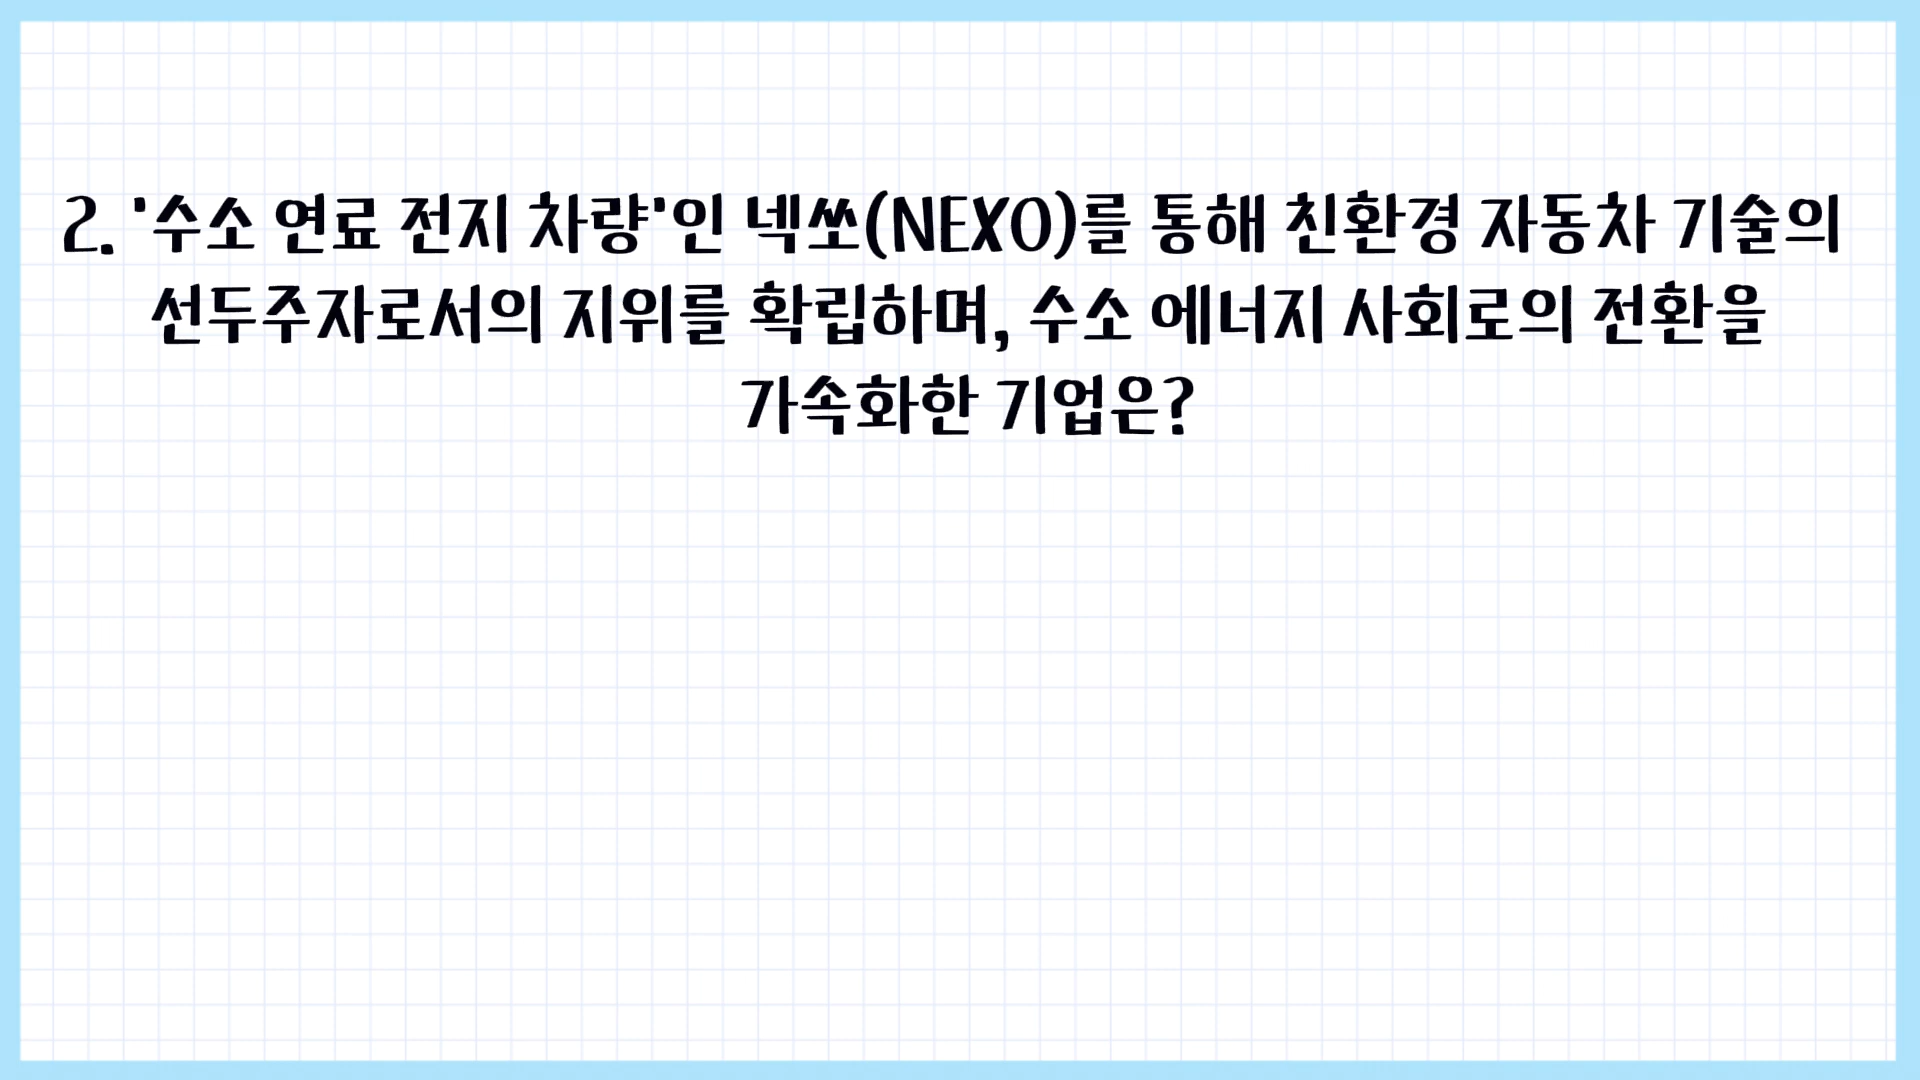 2. '수소 연료 전지 차량'인 넥쏘(NEXO)를 통해 친환경 자동차 기술의
선두주자로서의 지위를 확립하며, 수소 에너지 사회로의 전환을
가속화한 기업은?